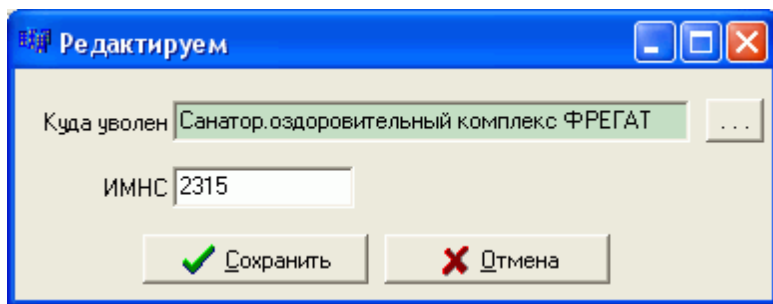 Редактируем
Куда уволен Санатор.оздоровительный комплекс ФРЕГАТ ...
ИМНС 2315
Сохранить Отмена